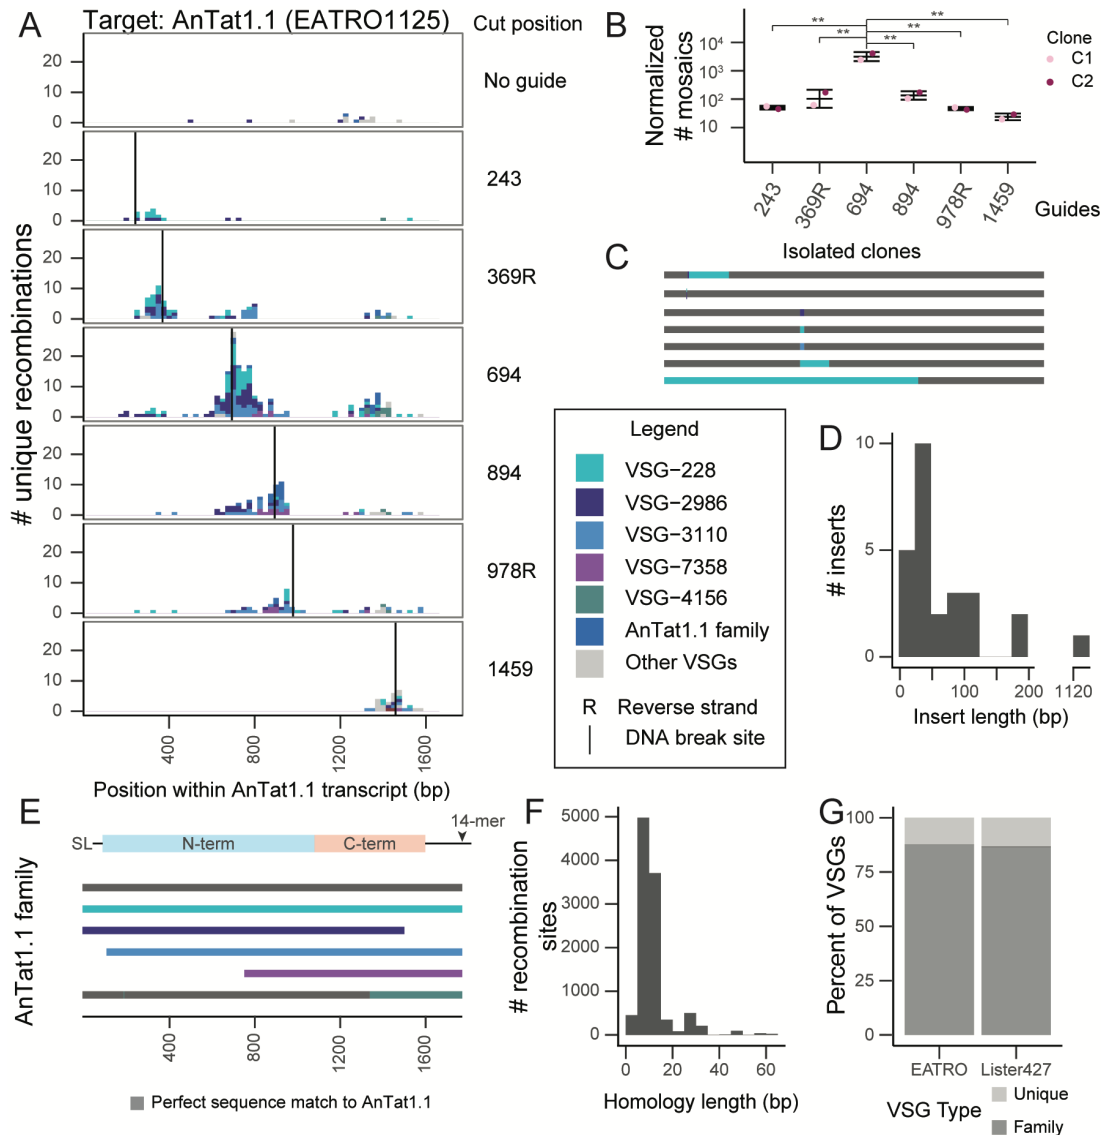 A
Target: AnTat1.1 (EATRO1125)
Cut position
# unique recombinations
20
10
0
No guide
20
10
0
243
20
10
0
369R
20
10
0
694
20
10
0
894
20
10
0
978R
20
10
0
1459
400
800
1200
1600
Position within AnTat1.1 transcript (bp)
B
Normalized
# mosaics
10⁴
10³
10²
10
**
**
**
**
**
243
369R
694
894
978R
1459
Guides
Clone
C1
C2
C
Isolated clones
Legend
VSG−228
VSG−2986
VSG−3110
VSG−7358
VSG−4156
AnTat1.1 family
Other VSGs
R Reverse strand
DNA break site
D
# inserts
10
5
0
0
100
200
1120
Insert length (bp)
E
AnTat1.1 family
SL
N-term
C-term
14-mer
400
800
1200
1600
Perfect sequence match to AnTat1.1
F
# recombination
sites
5000
4000
3000
2000
1000
0
0
20
40
60
Homology length (bp)
G
Percent of VSGs
100
75
50
25
0
EATRO
Lister427
VSG Type
Unique
Family